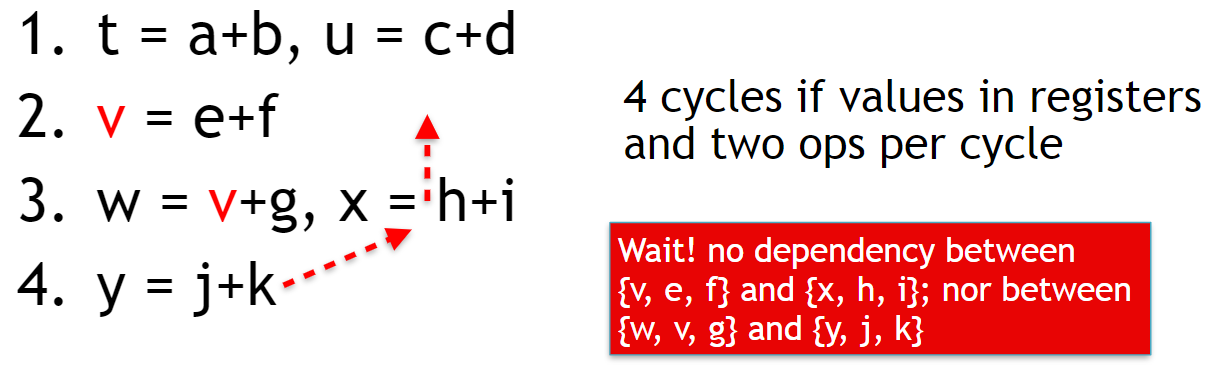 1. t = a+b, u = c+d
2. v = e+f
3. w = v+g, x = h+i
4. y = j+k
4 cycles if values in registers
and two ops per cycle
Wait! no dependency between
{v, e, f} and {x, h, i}; nor between
{w, v, g} and {y, j, k}